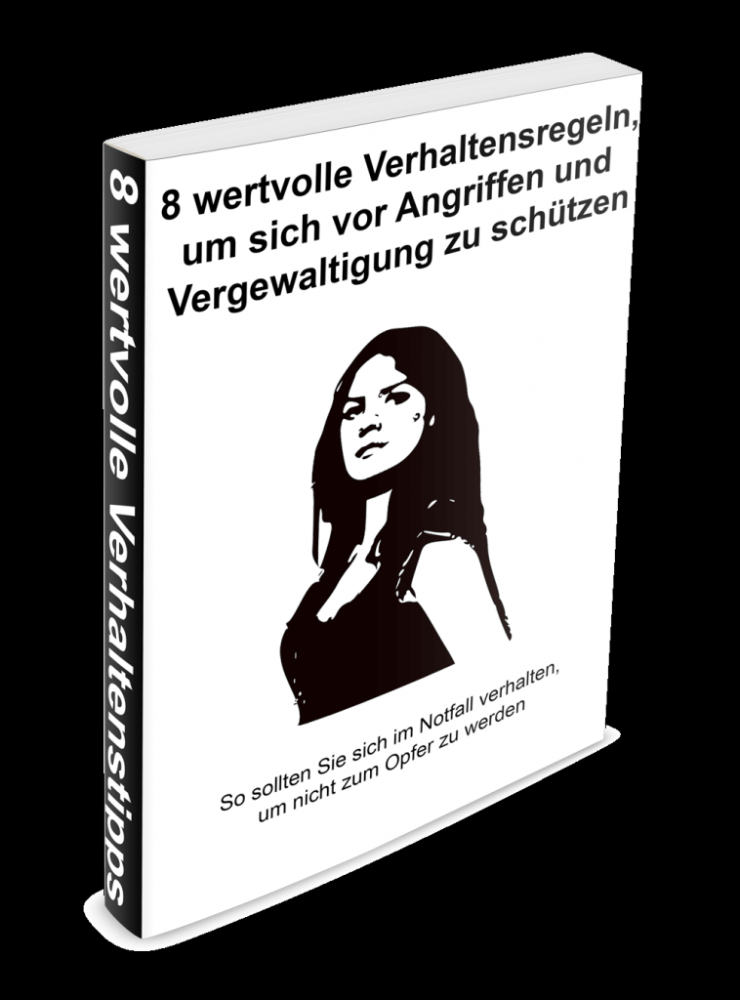 8 wertvolle Verhaltensregeln,
um sich vor Angriffen und
Vergewaltigung zu schützen
So sollten Sie sich im Notfall verhalten,
um nicht zum Opfer zu werden
8 wertvolle Verhaltenstipps